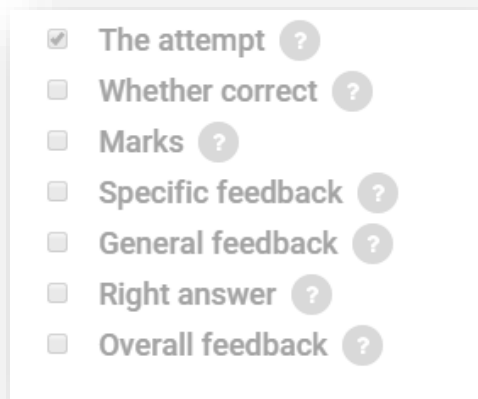 The attempt ?
Whether correct ?
Marks ?
Specific feedback ?
General feedback ?
Right answer ?
Overall feedback ?